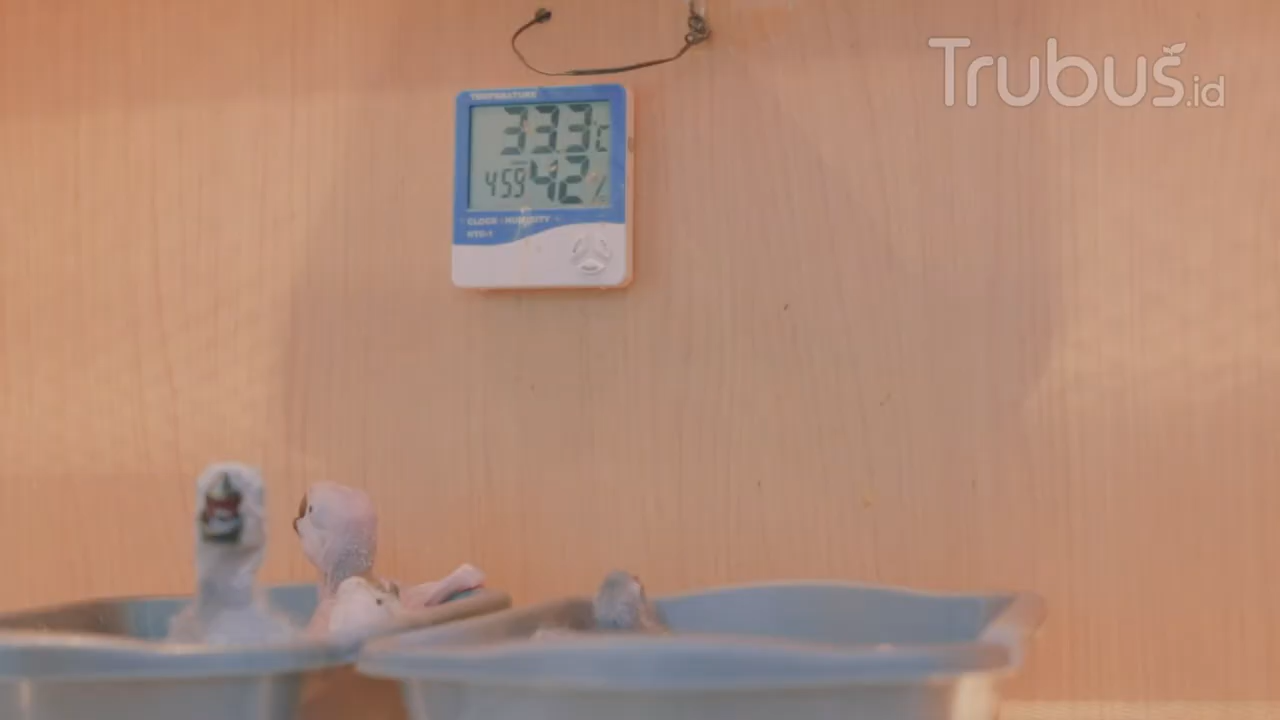 Trubus.id
TEMPERATURE
33.3°C
4:59 42%
CLOCK · HUMIDITY
HTC-1